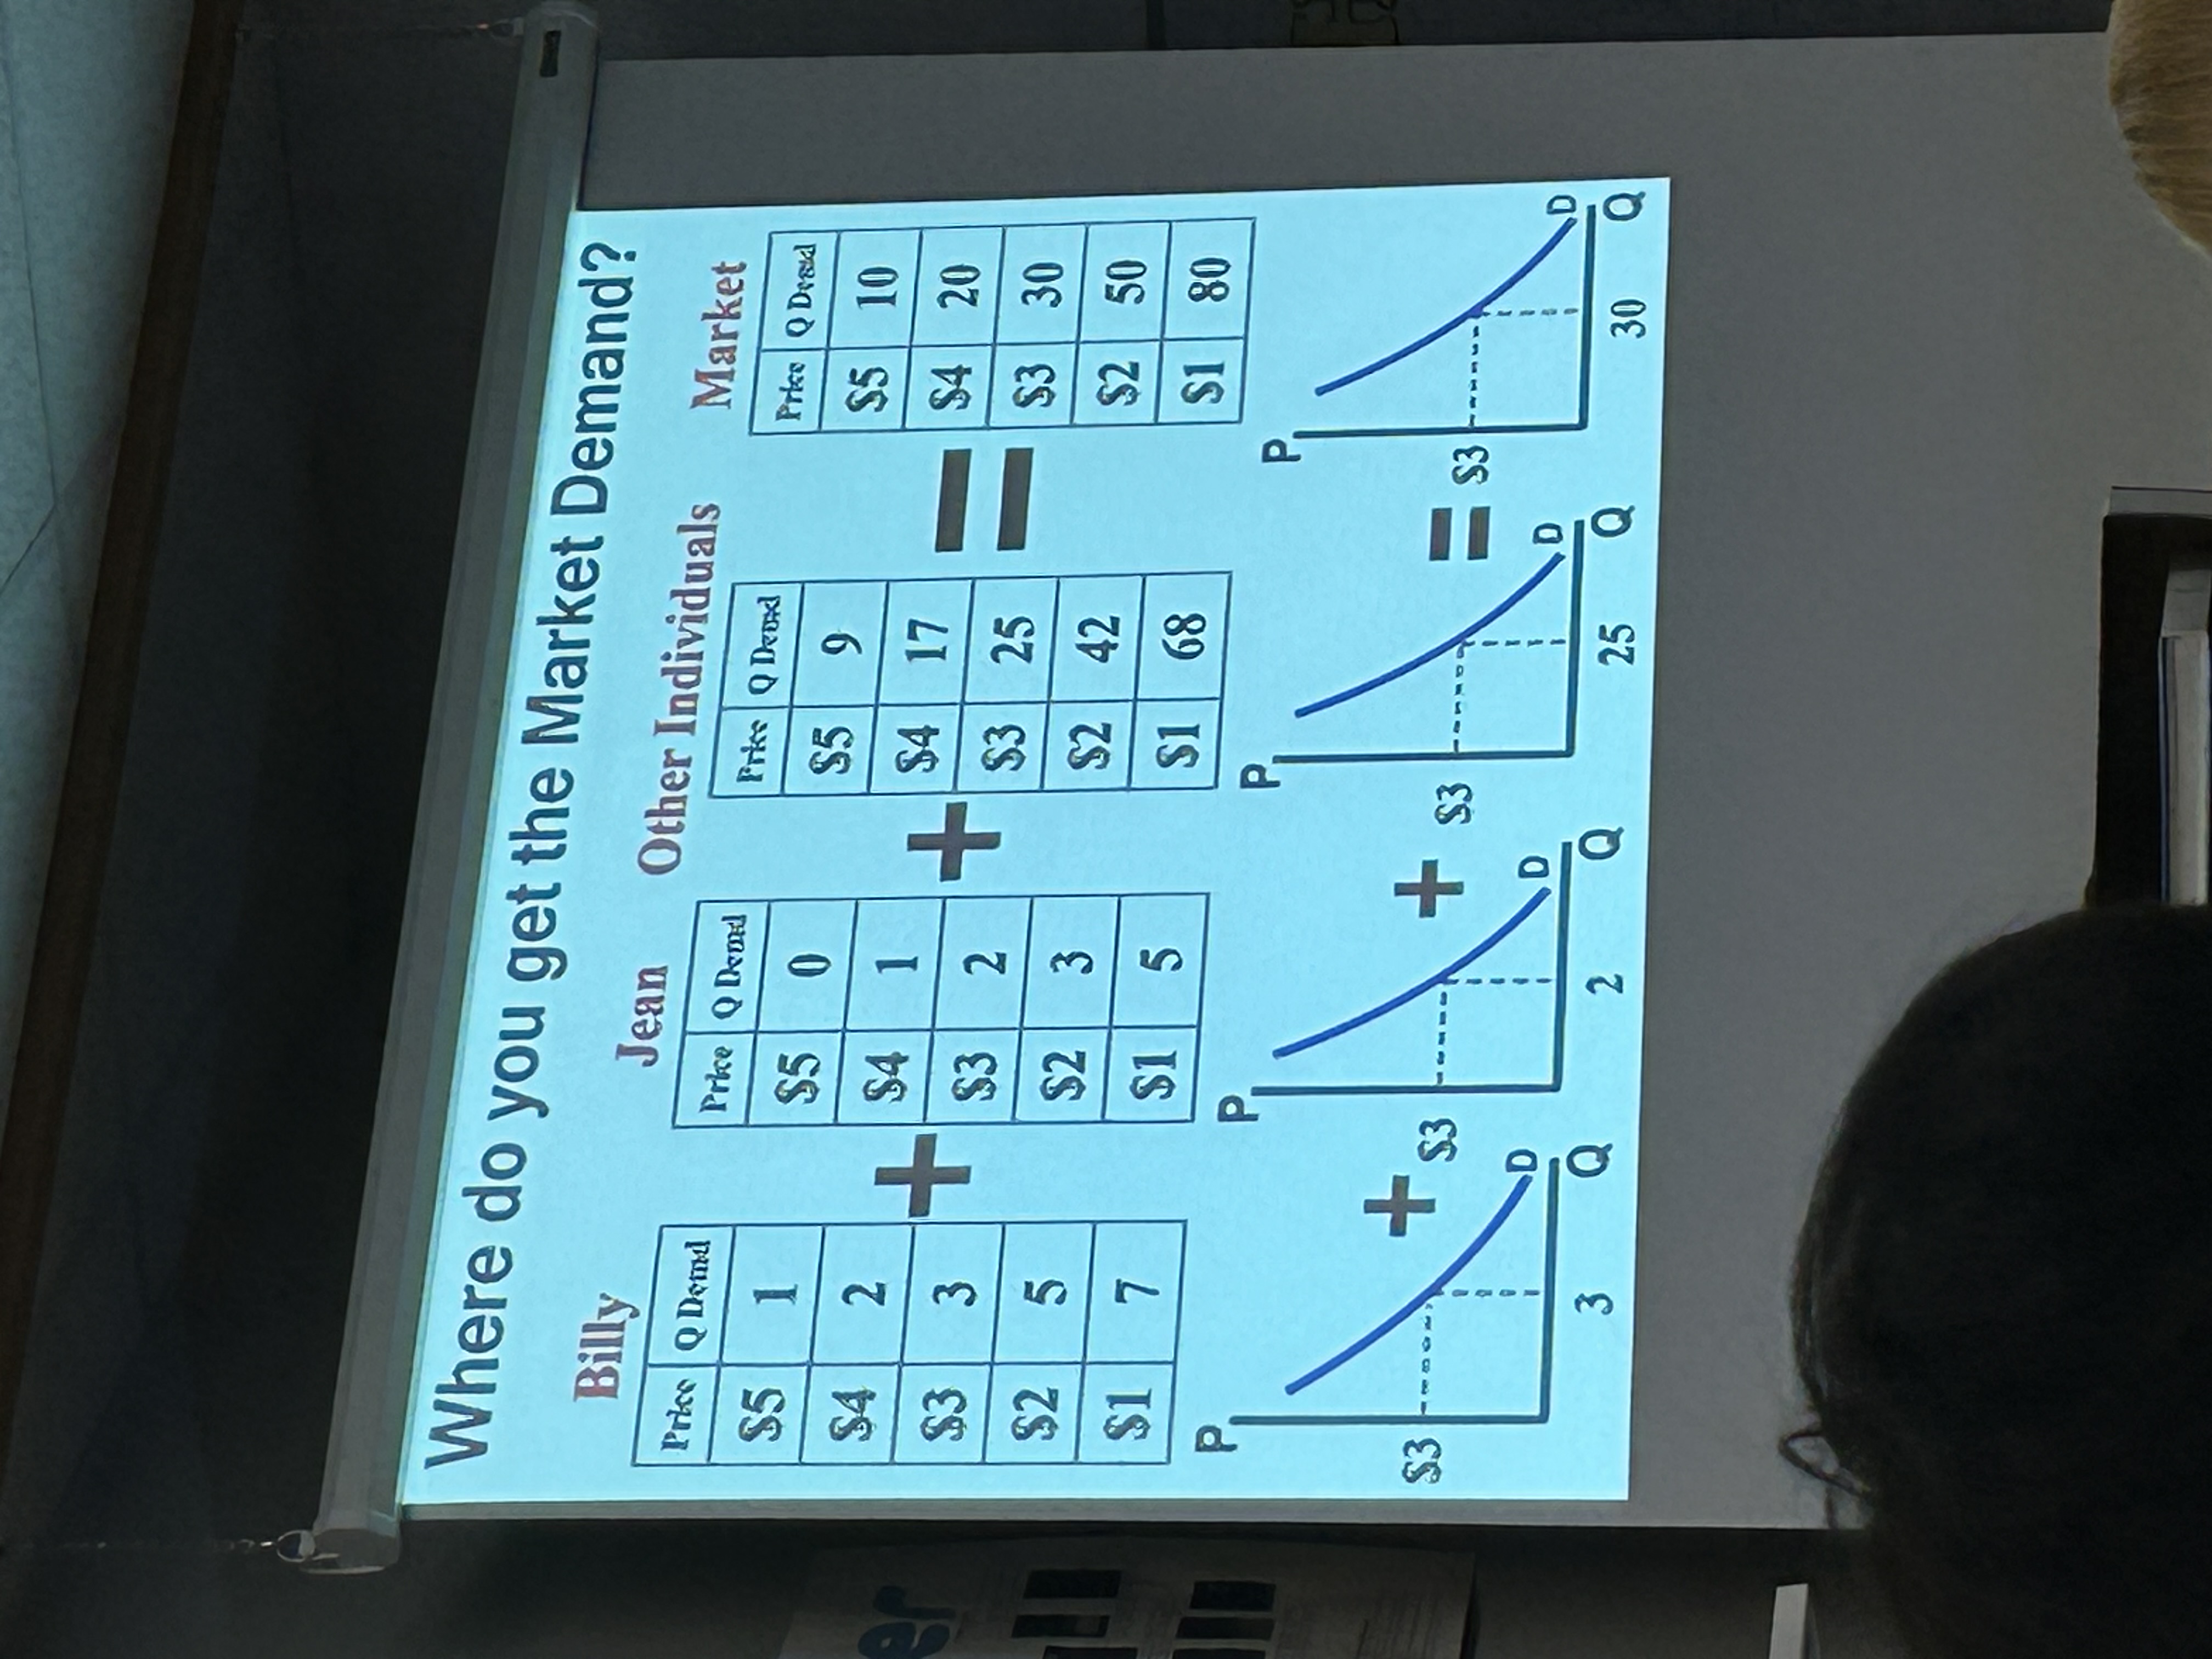 Where do you get the Market Demand?
Billy
Jean
Other Individuals
Market
Price Q Demd
$5 1
$4 2
$3 3
$2 5
$1 7
+
Price Q Demd
$5 0
$4 1
$3 2
$2 3
$1 5
+
Price Q Demd
$5 9
$4 17
$3 25
$2 42
$1 68
=
Price Q Demd
$5 10
$4 20
$3 30
$2 50
$1 80
P
$3
D
3 Q
+
P
$3
D
2 Q
+
P
$3
D
25 Q
=
P
$3
D
30 Q
er